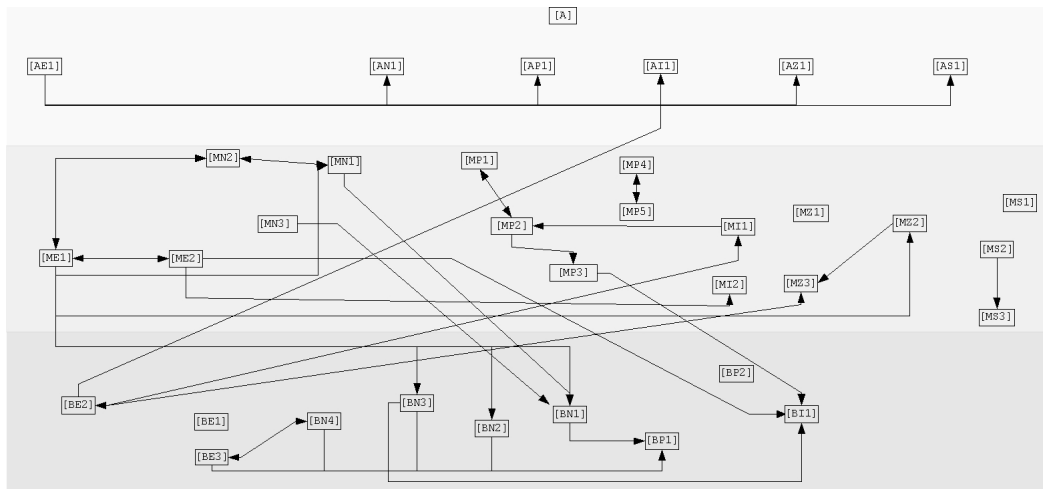 [A]
[AE1] [AN1] [AP1] [AI1] [AZ1] [AS1]
[MN2] [MN1] [MP1] [MP4]
[MS1]
[MP5] [MZ1]
[MN3] [MP2] [MI1] [MZ2]
[MS2]
[ME1] [ME2]
[MP3]
[MI2] [MZ3]
[MS3]
[BP2]
[BE2] [BN3]
[BE1] [BN4] [BN1] [BI1]
[BN2]
[BP1]
[BE3]